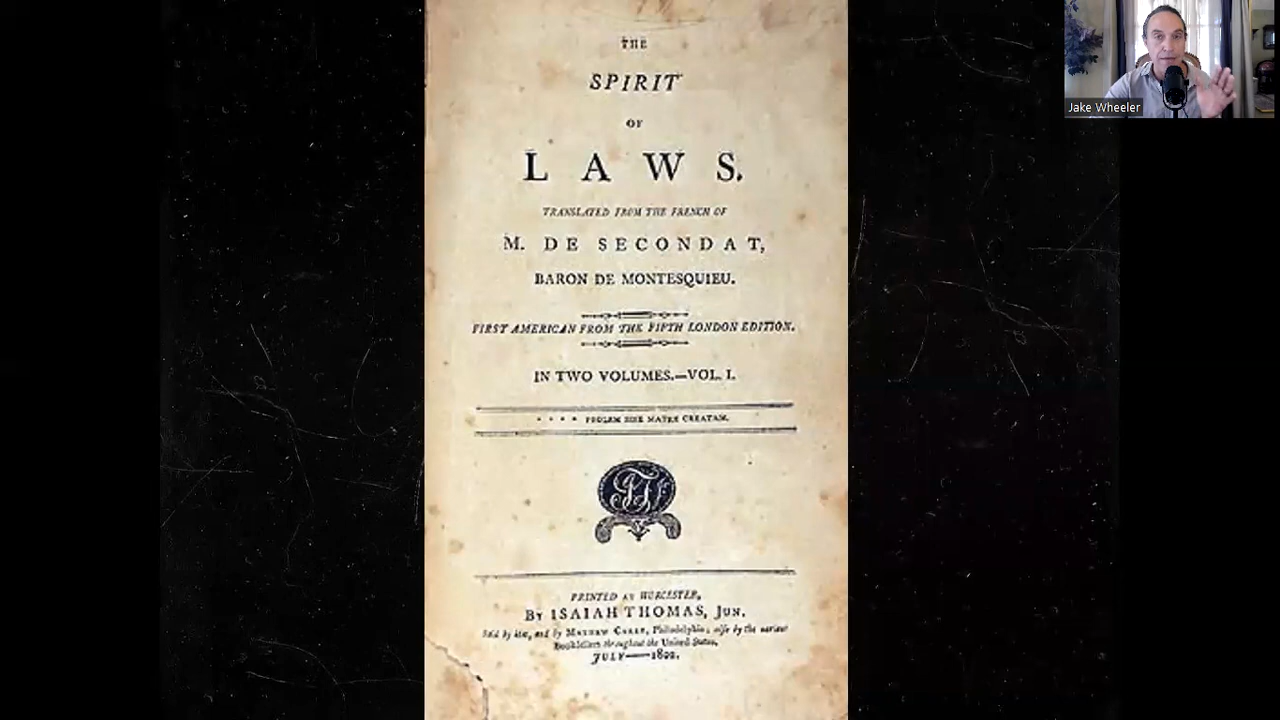 THE
SPIRIT
OF
LAWS.
TRANSLATED FROM THE FRENCH OF
M. DE SECONDAT,
BARON DE MONTESQUIEU.
FIRST AMERICAN FROM THE FIFTH LONDON EDITION.
IN TWO VOLUMES.—VOL. I.
• • • • PROLEM SINE MATRE CREATAM.
PRINTED AT WORCESTER,
BY ISAIAH THOMAS, JUN.
Sold by him, and by MATHEW CAREY, Philadelphia; also by the various
Booksellers throughout the United States.
JULY—1802.
Jake Wheeler